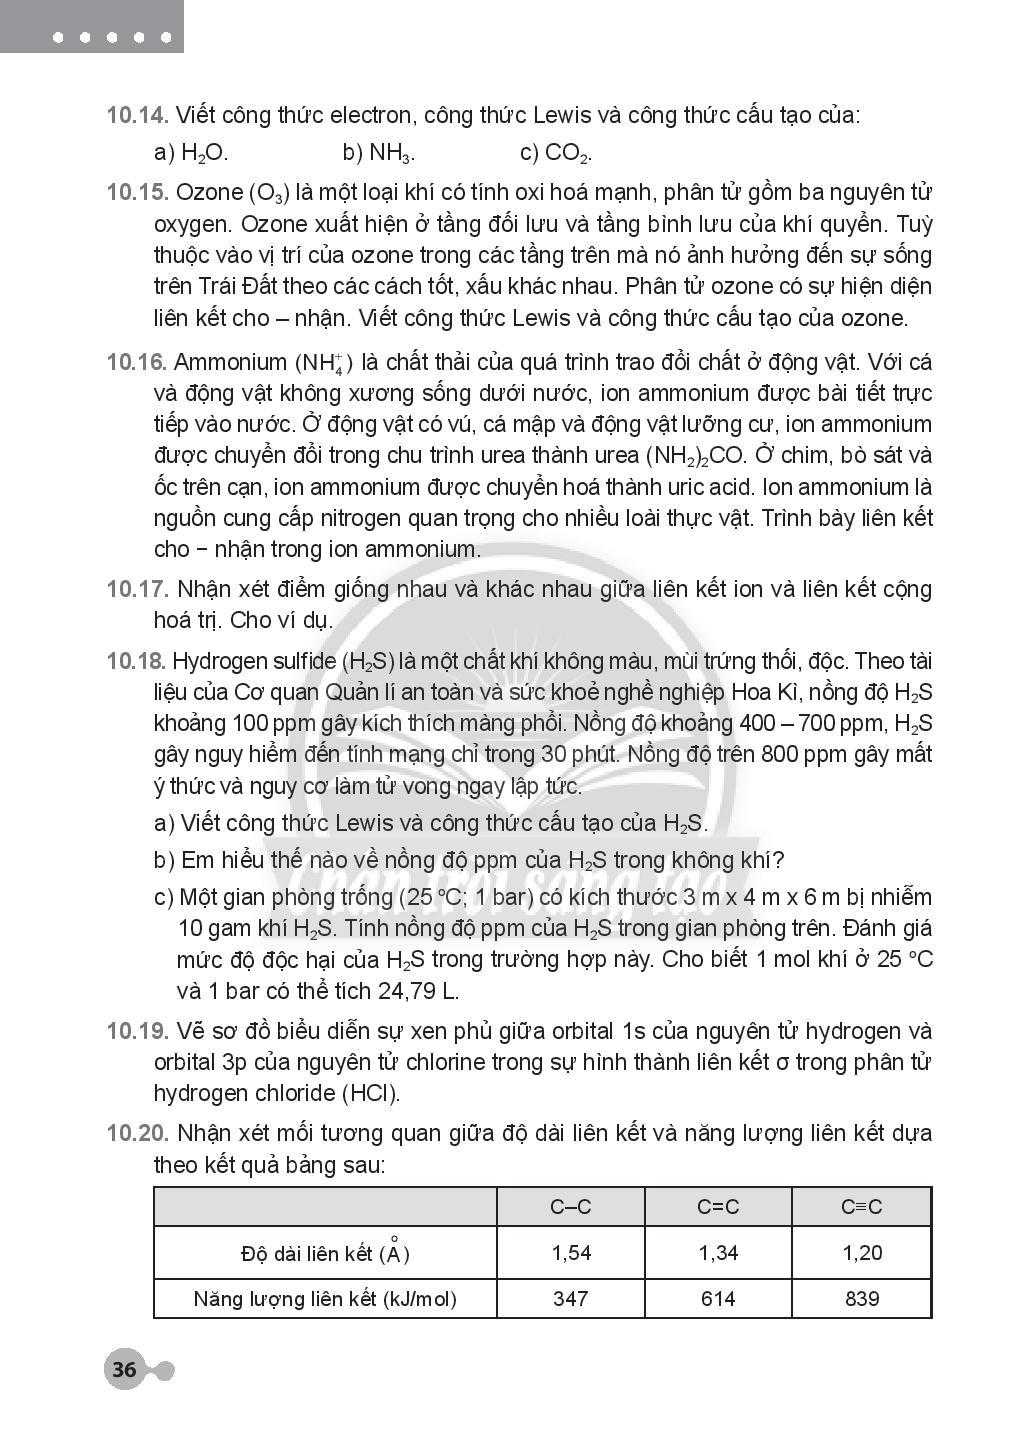 10.14. Viết công thức electron, công thức Lewis và công thức cấu tạo của:
a) H₂O. b) NH₃. c) CO₂.
10.15. Ozone (O₃) là một loại khí có tính oxi hoá mạnh, phân tử gồm ba nguyên tử
oxygen. Ozone xuất hiện ở tầng đối lưu và tầng bình lưu của khí quyển. Tuỳ
thuộc vào vị trí của ozone trong các tầng trên mà nó ảnh hưởng đến sự sống
trên Trái Đất theo các cách tốt, xấu khác nhau. Phân tử ozone có sự hiện diện
liên kết cho – nhận. Viết công thức Lewis và công thức cấu tạo của ozone.
10.16. Ammonium (NH₄⁺) là chất thải của quá trình trao đổi chất ở động vật. Với cá
và động vật không xương sống dưới nước, ion ammonium được bài tiết trực
tiếp vào nước. Ở động vật có vú, cá mập và động vật lưỡng cư, ion ammonium
được chuyển đổi trong chu trình urea thành urea (NH₂)₂CO. Ở chim, bò sát và
ốc trên cạn, ion ammonium được chuyển hoá thành uric acid. Ion ammonium là
nguồn cung cấp nitrogen quan trọng cho nhiều loài thực vật. Trình bày liên kết
cho − nhận trong ion ammonium.
10.17. Nhận xét điểm giống nhau và khác nhau giữa liên kết ion và liên kết cộng
hoá trị. Cho ví dụ.
10.18. Hydrogen sulfide (H₂S) là một chất khí không màu, mùi trứng thối, độc. Theo tài
liệu của Cơ quan Quản lí an toàn và sức khoẻ nghề nghiệp Hoa Kì, nồng độ H₂S
khoảng 100 ppm gây kích thích màng phổi. Nồng độ khoảng 400 – 700 ppm, H₂S
gây nguy hiểm đến tính mạng chỉ trong 30 phút. Nồng độ trên 800 ppm gây mất
ý thức và nguy cơ làm tử vong ngay lập tức.
a) Viết công thức Lewis và công thức cấu tạo của H₂S.
b) Em hiểu thế nào về nồng độ ppm của H₂S trong không khí?
Chân trời sáng tạo
c) Một gian phòng trống (25 °C; 1 bar) có kích thước 3 m x 4 m x 6 m bị nhiễm
10 gam khí H₂S. Tính nồng độ ppm của H₂S trong gian phòng trên. Đánh giá
mức độ độc hại của H₂S trong trường hợp này. Cho biết 1 mol khí ở 25 °C
và 1 bar có thể tích 24,79 L.
10.19. Vẽ sơ đồ biểu diễn sự xen phủ giữa orbital 1s của nguyên tử hydrogen và
orbital 3p của nguyên tử chlorine trong sự hình thành liên kết σ trong phân tử
hydrogen chloride (HCl).
10.20. Nhận xét mối tương quan giữa độ dài liên kết và năng lượng liên kết dựa
theo kết quả bảng sau:
C–C C=C C≡C
Độ dài liên kết (Å) 1,54 1,34 1,20
Năng lượng liên kết (kJ/mol) 347 614 839
36